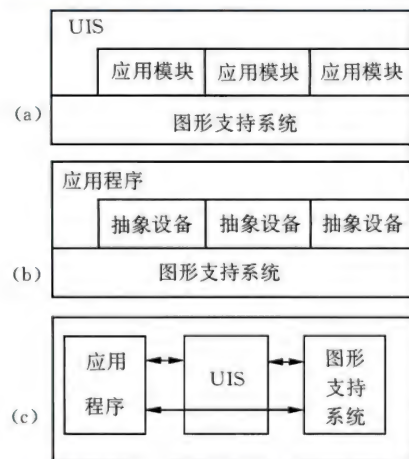 UIS
应用模块 应用模块 应用模块
(a)
图形支持系统
应用程序
抽象设备 抽象设备 抽象设备
(b)
图形支持系统
应用
程序
UIS
图形
支持
系统
(c)